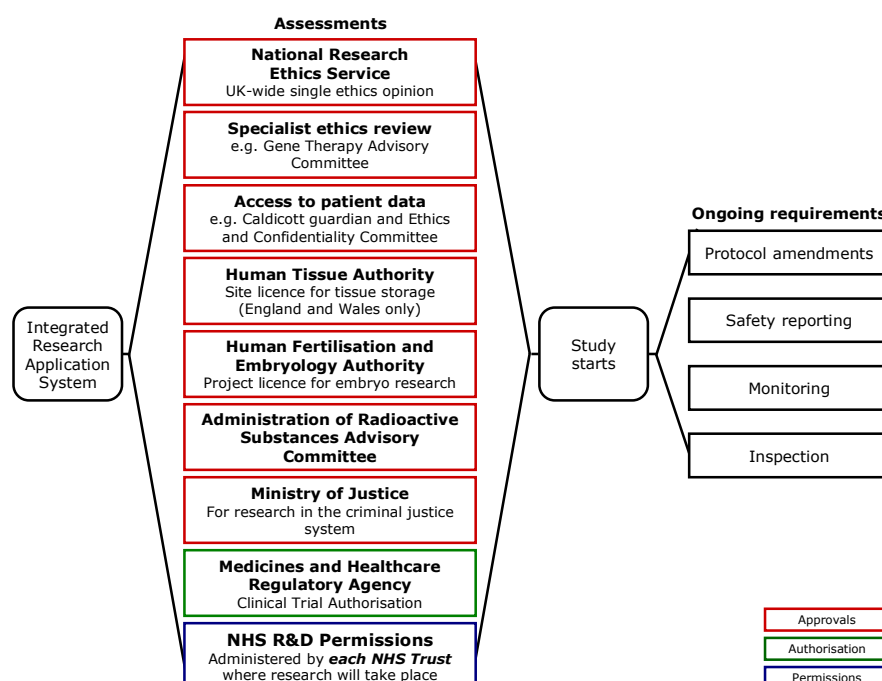 Assessments
National Research
Ethics Service
UK-wide single ethics opinion
Specialist ethics review
e.g. Gene Therapy Advisory
Committee
Access to patient data
e.g. Caldicott guardian and Ethics
and Confidentiality Committee
Human Tissue Authority
Site licence for tissue storage
(England and Wales only)
Human Fertilisation and
Embryology Authority
Project licence for embryo research
Administration of Radioactive
Substances Advisory
Committee
Ministry of Justice
For research in the criminal justice
system
Medicines and Healthcare
Regulatory Agency
Clinical Trial Authorisation
NHS R&D Permissions
Administered by each NHS Trust
where research will take place
Integrated
Research
Application
System
Study
starts
Ongoing requirements
Protocol amendments
Safety reporting
Monitoring
Inspection
Approvals
Authorisation
Permissions